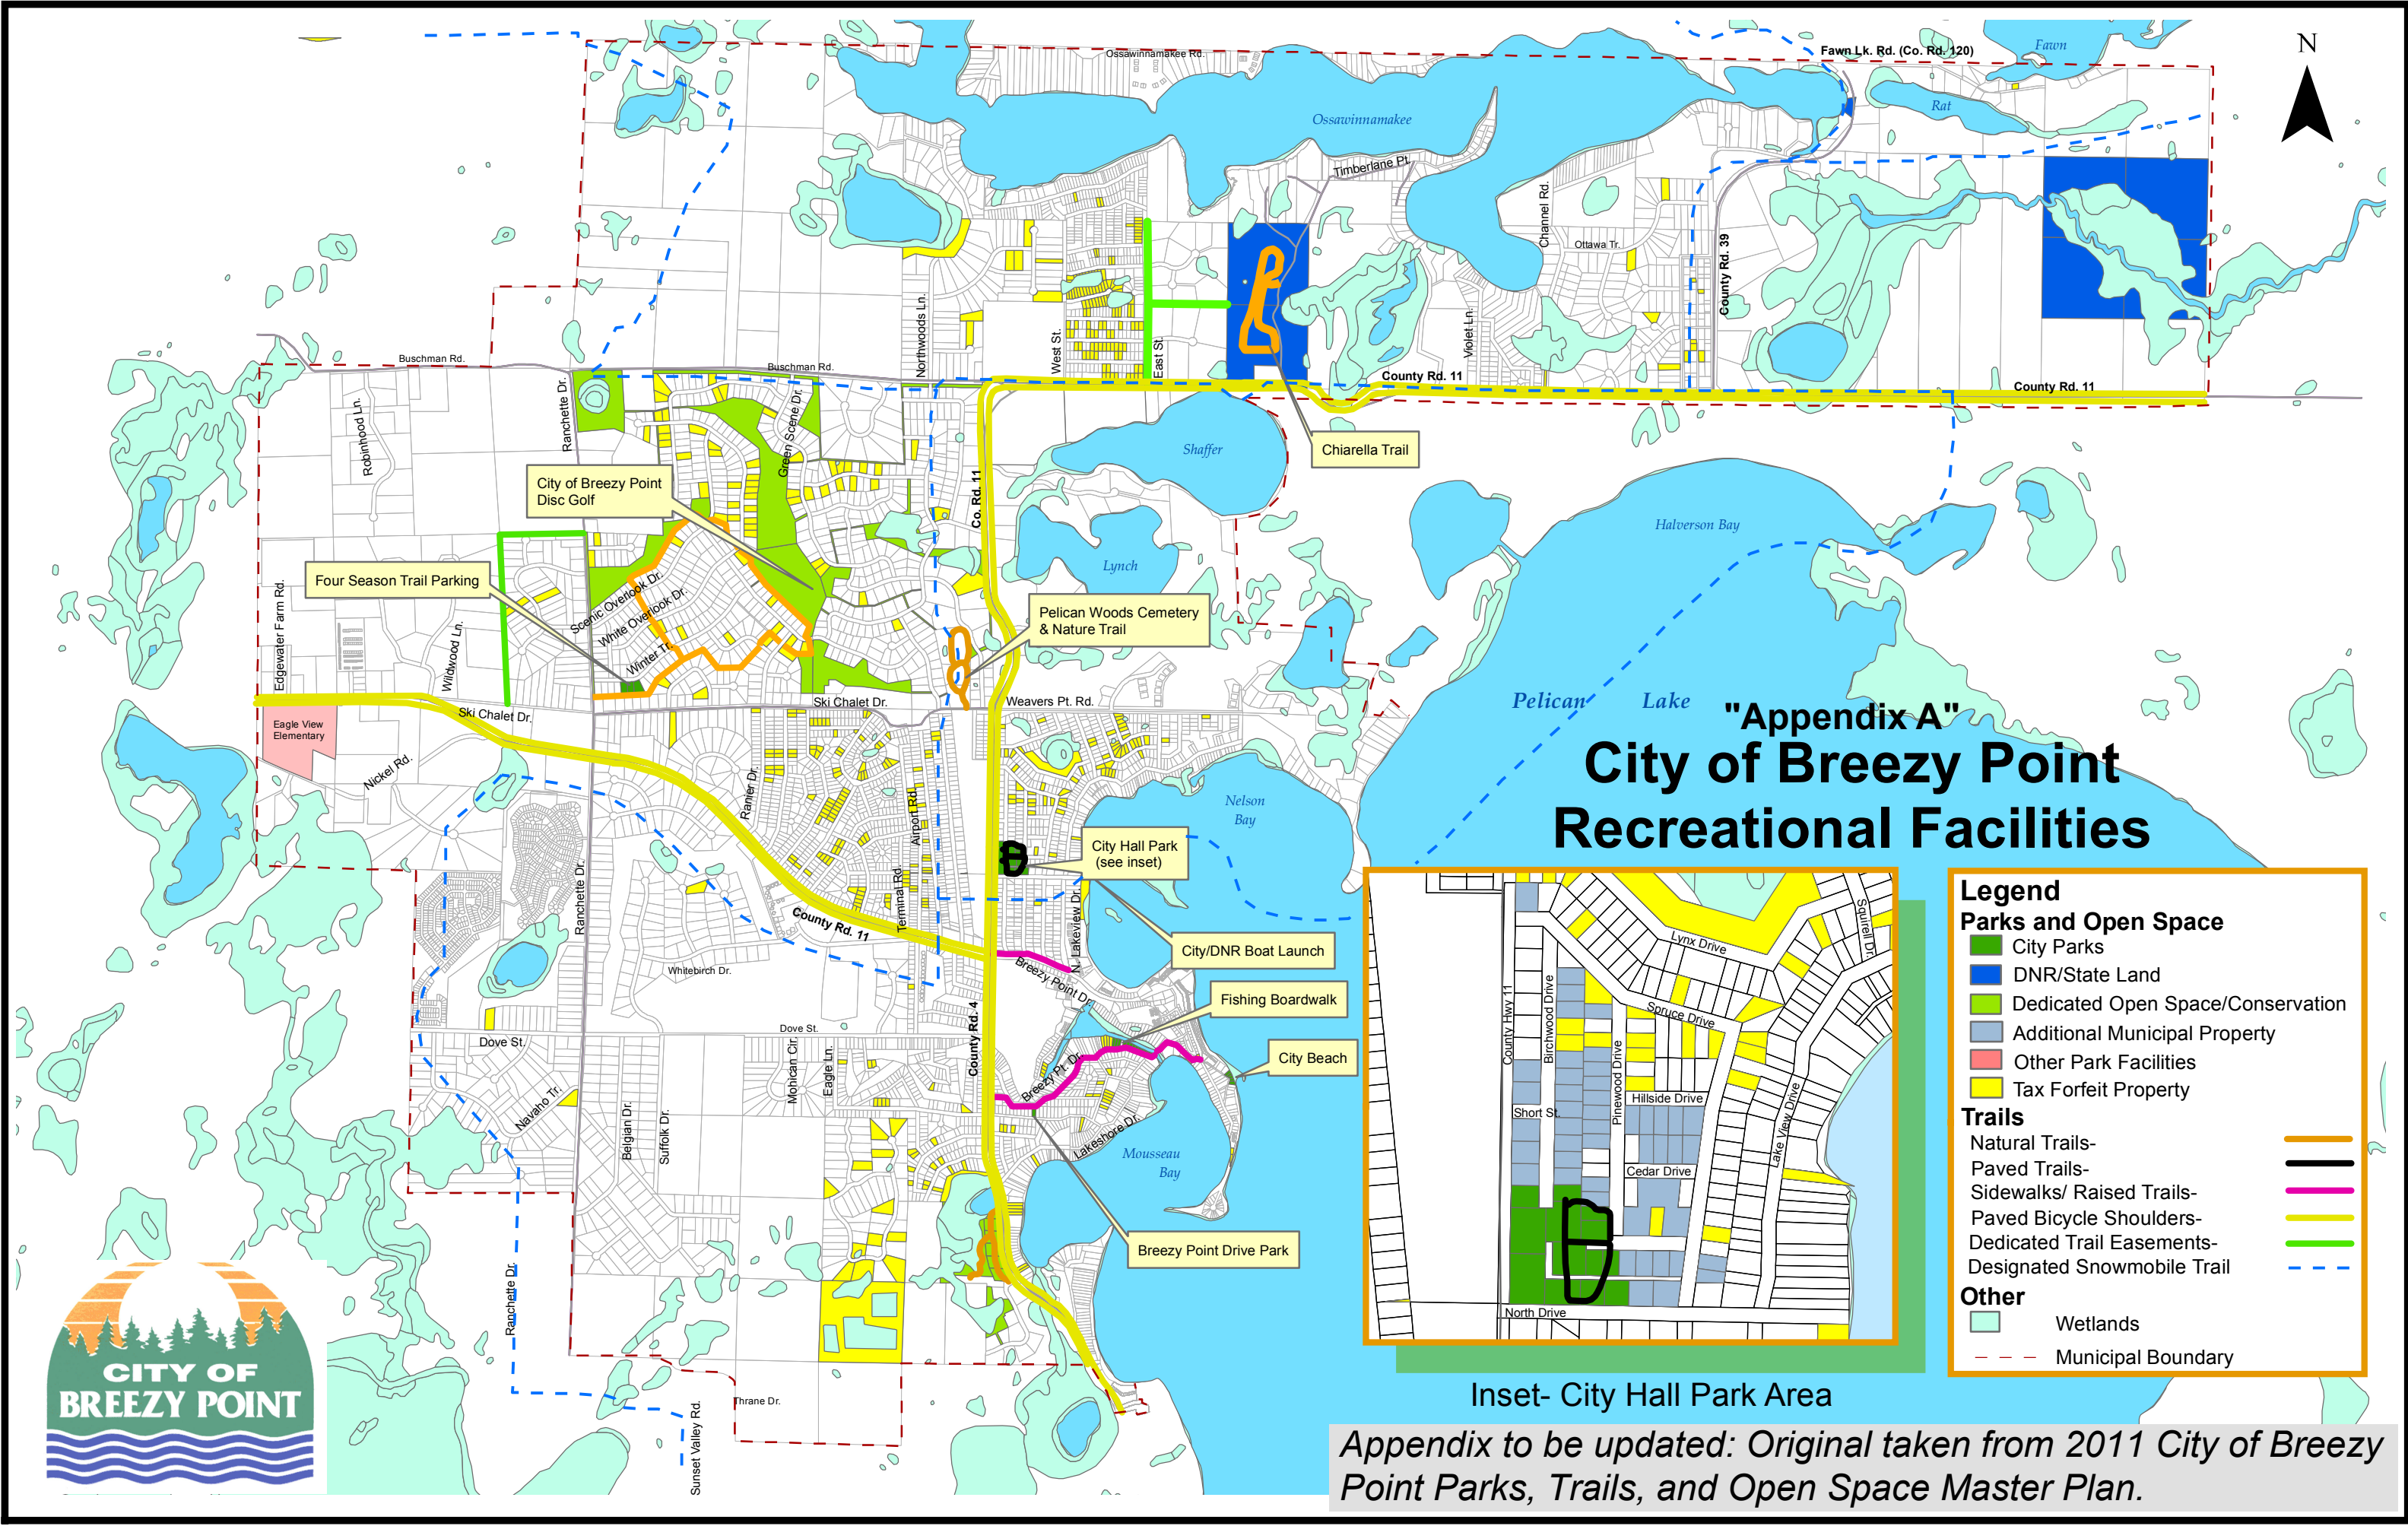 Ossawinnamakee Rd.
Fawn Lk. Rd. (Co. Rd. 120)
Fawn
N
Rat
Ossawinnamakee
Timberlane Pt.
Channel Rd.
Ottawa Tr.
County Rd. 39
Northwoods Ln.
West St.
East St.
Violet Ln.
Buschman Rd.
Buschman Rd.
County Rd. 11
County Rd. 11
Robinhood Ln.
Ranchette Dr.
Green Scene Dr.
Co. Rd. 11
Shaffer
Chiarella Trail
City of Breezy Point
Disc Golf
Halverson Bay
Lynch
Four Season Trail Parking
Scenic Overlook Dr.
White Overlook Dr.
Winter Tr.
Pelican Woods Cemetery
& Nature Trail
Edgewater Farm Rd.
Wildwood Ln.
Ski Chalet Dr.
Ski Chalet Dr.
Weavers Pt. Rd.
Pelican Lake
Eagle View
Elementary
Nickel Rd.
Ranier Dr.
Airport Rd.
Nelson
Bay
"Appendix A"
City of Breezy Point
Recreational Facilities
City Hall Park
(see inset)
Ranchette Dr.
Terminal Rd.
County Rd. 11
N. Lakeview Dr.
City/DNR Boat Launch
Whitebirch Dr.
Breezy Point Dr.
Fishing Boardwalk
Dove St.
Dove St.
County Rd. 4
City Beach
Mohican Cir.
Eagle Ln.
Breezy Pt. Dr.
Navaho Tr.
Belgian Dr.
Suffolk Dr.
Lakeshore Dr.
Mousseau
Bay
Breezy Point Drive Park
Ranchette Dr.
Thrane Dr.
Sunset Valley Rd.
CITY OF
BREEZY POINT
Lynx Drive
Squirrel Dr.
County Hwy 11
Birchwood Drive
Spruce Drive
Pinewood Drive
Hillside Drive
Short St.
Lake View Drive
Cedar Drive
North Drive
Inset- City Hall Park Area
Legend
Parks and Open Space
City Parks
DNR/State Land
Dedicated Open Space/Conservation
Additional Municipal Property
Other Park Facilities
Tax Forfeit Property
Trails
Natural Trails-
Paved Trails-
Sidewalks/ Raised Trails-
Paved Bicycle Shoulders-
Dedicated Trail Easements-
Designated Snowmobile Trail
Other
Wetlands
Municipal Boundary
Appendix to be updated: Original taken from 2011 City of Breezy
Point Parks, Trails, and Open Space Master Plan.